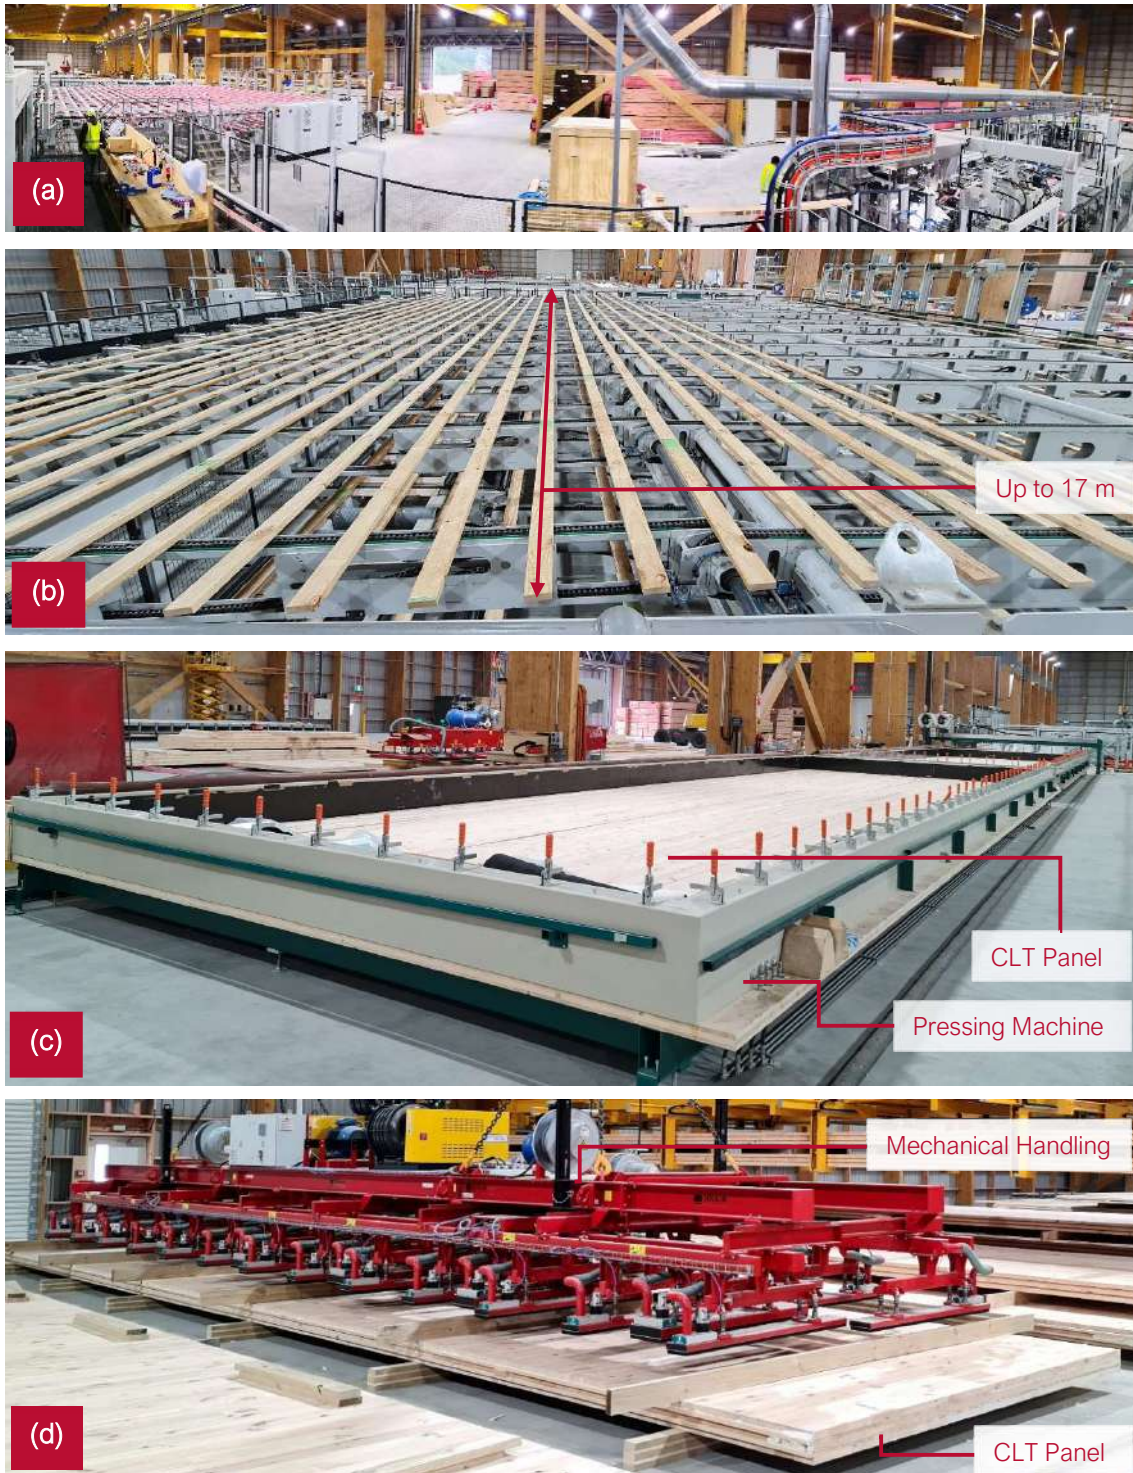 (a)
Up to 17 m
(b)
CLT Panel
Pressing Machine
(c)
Mechanical Handling
(d)
CLT Panel